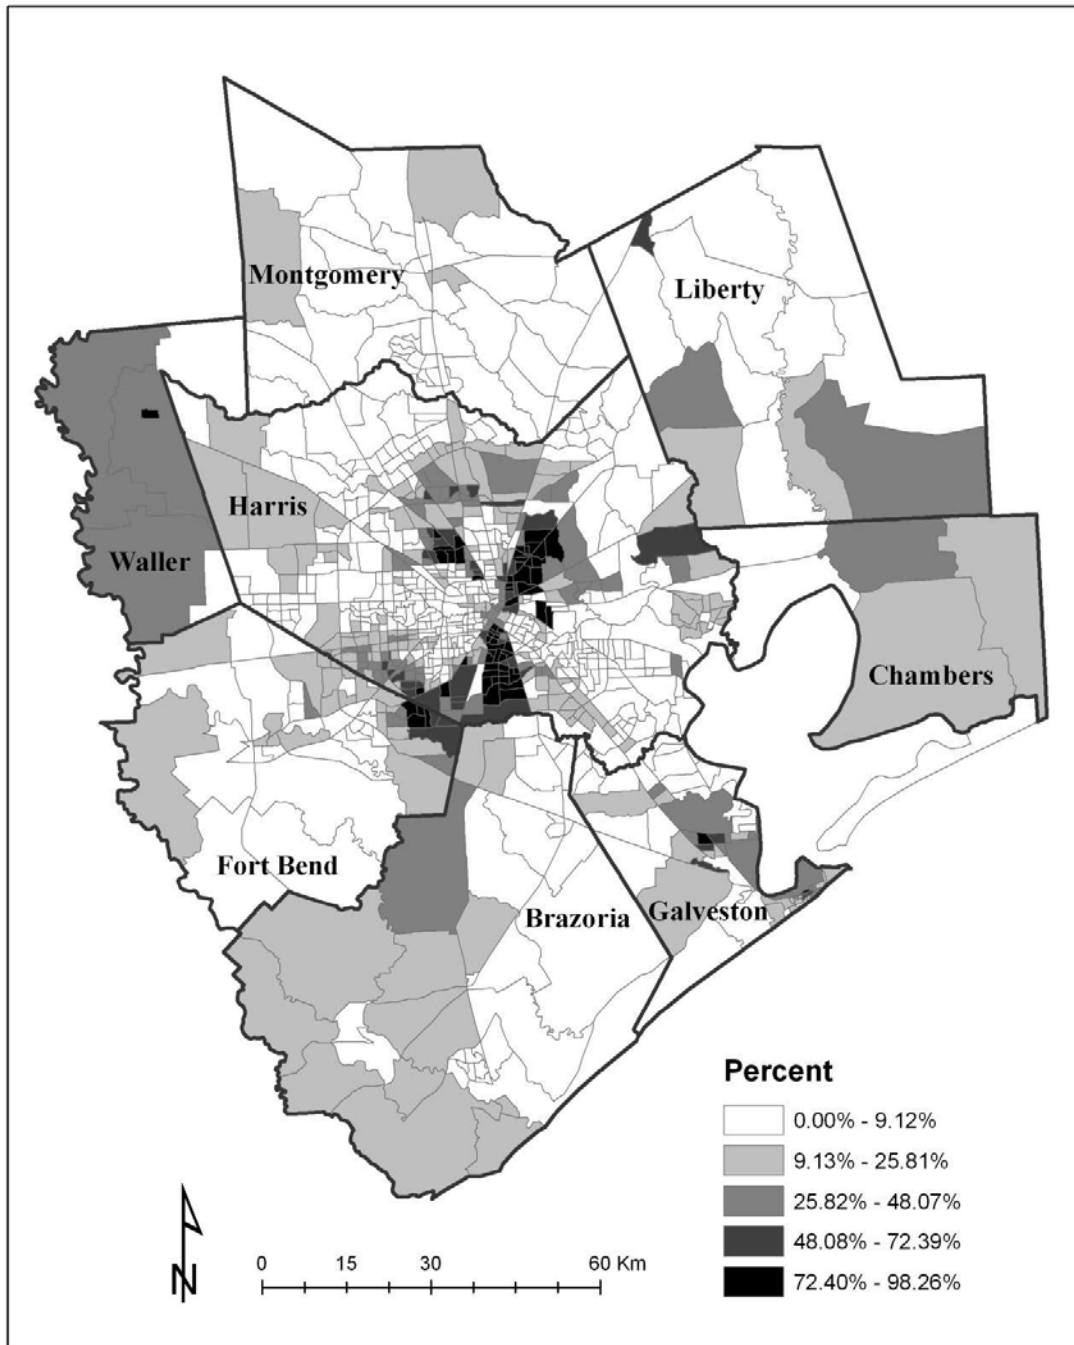 Montgomery
Liberty
Harris
Waller
Chambers
Fort Bend
Brazoria
Galveston
Percent
0.00% - 9.12%
9.13% - 25.81%
25.82% - 48.07%
48.08% - 72.39%
72.40% - 98.26%
N
0 15 30 60 Km